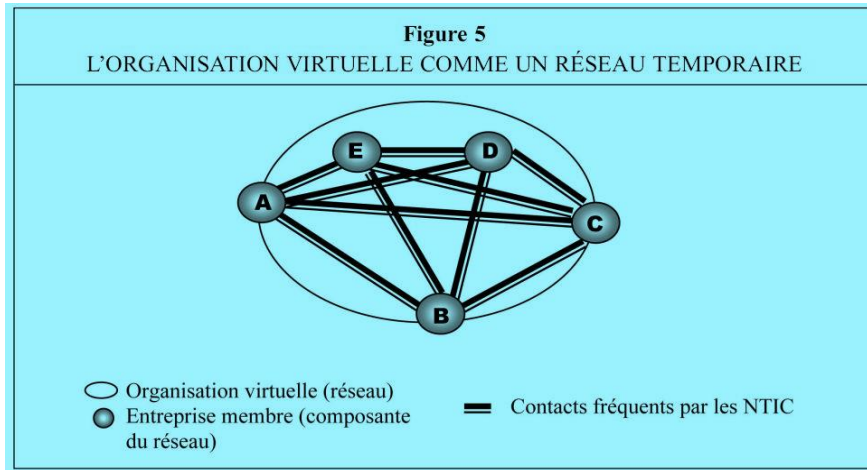 Figure 5
L'ORGANISATION VIRTUELLE COMME UN RÉSEAU TEMPORAIRE
E
D
A
C
B
Organisation virtuelle (réseau)
Entreprise membre (composante
du réseau)
Contacts fréquents par les NTIC